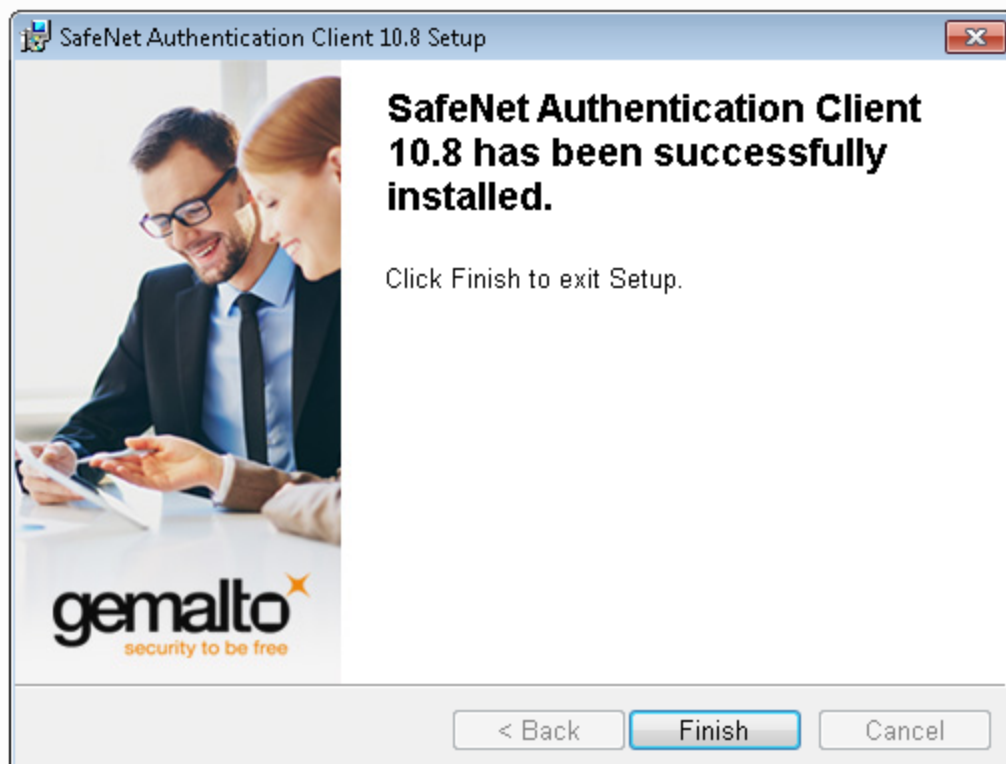 SafeNet Authentication Client 10.8 Setup
SafeNet Authentication Client
10.8 has been successfully
installed.
Click Finish to exit Setup.
gemalto
security to be free
< Back
Finish
Cancel